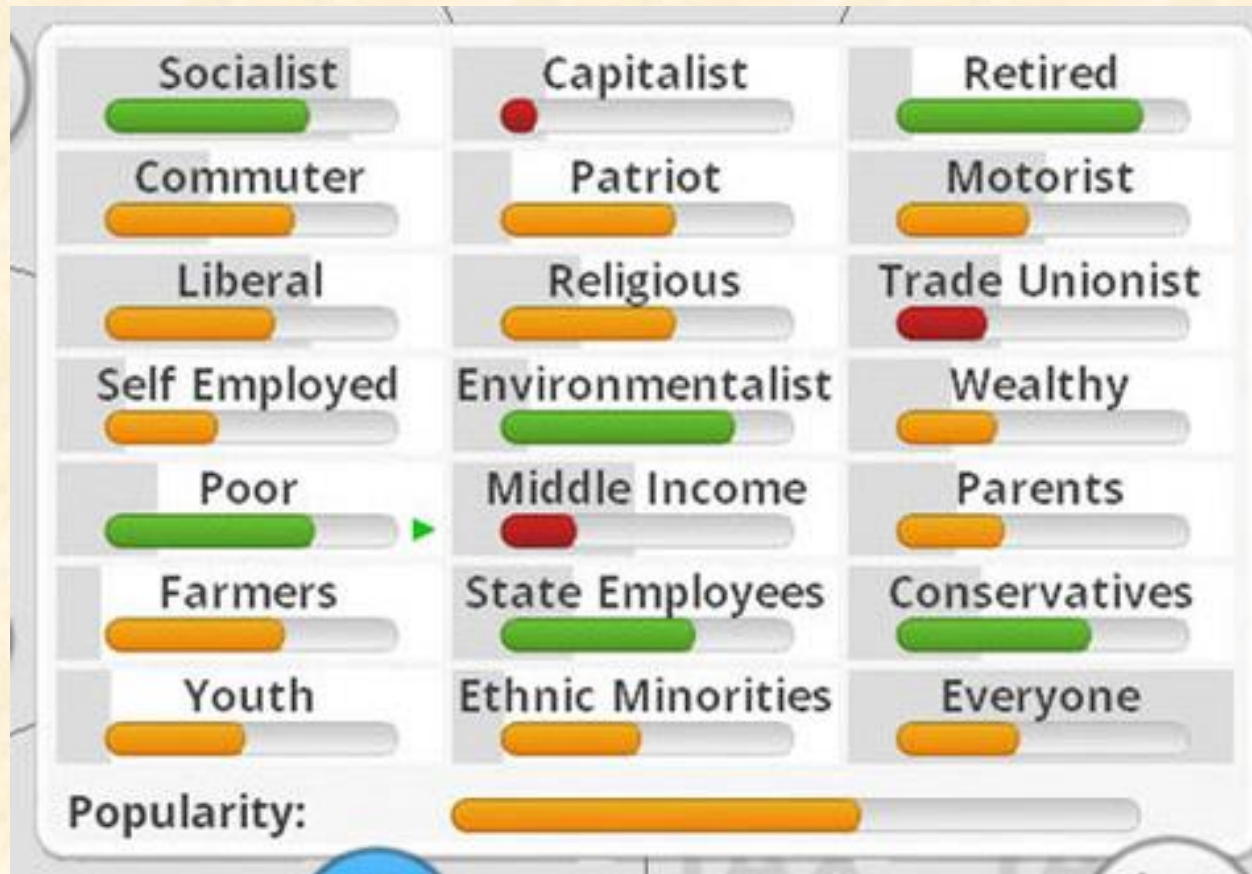 Socialist
Capitalist
Retired
Commuter
Patriot
Motorist
Liberal
Religious
Trade Unionist
Self Employed
Environmentalist
Wealthy
Poor
Middle Income
Parents
Farmers
State Employees
Conservatives
Youth
Ethnic Minorities
Everyone
Popularity: